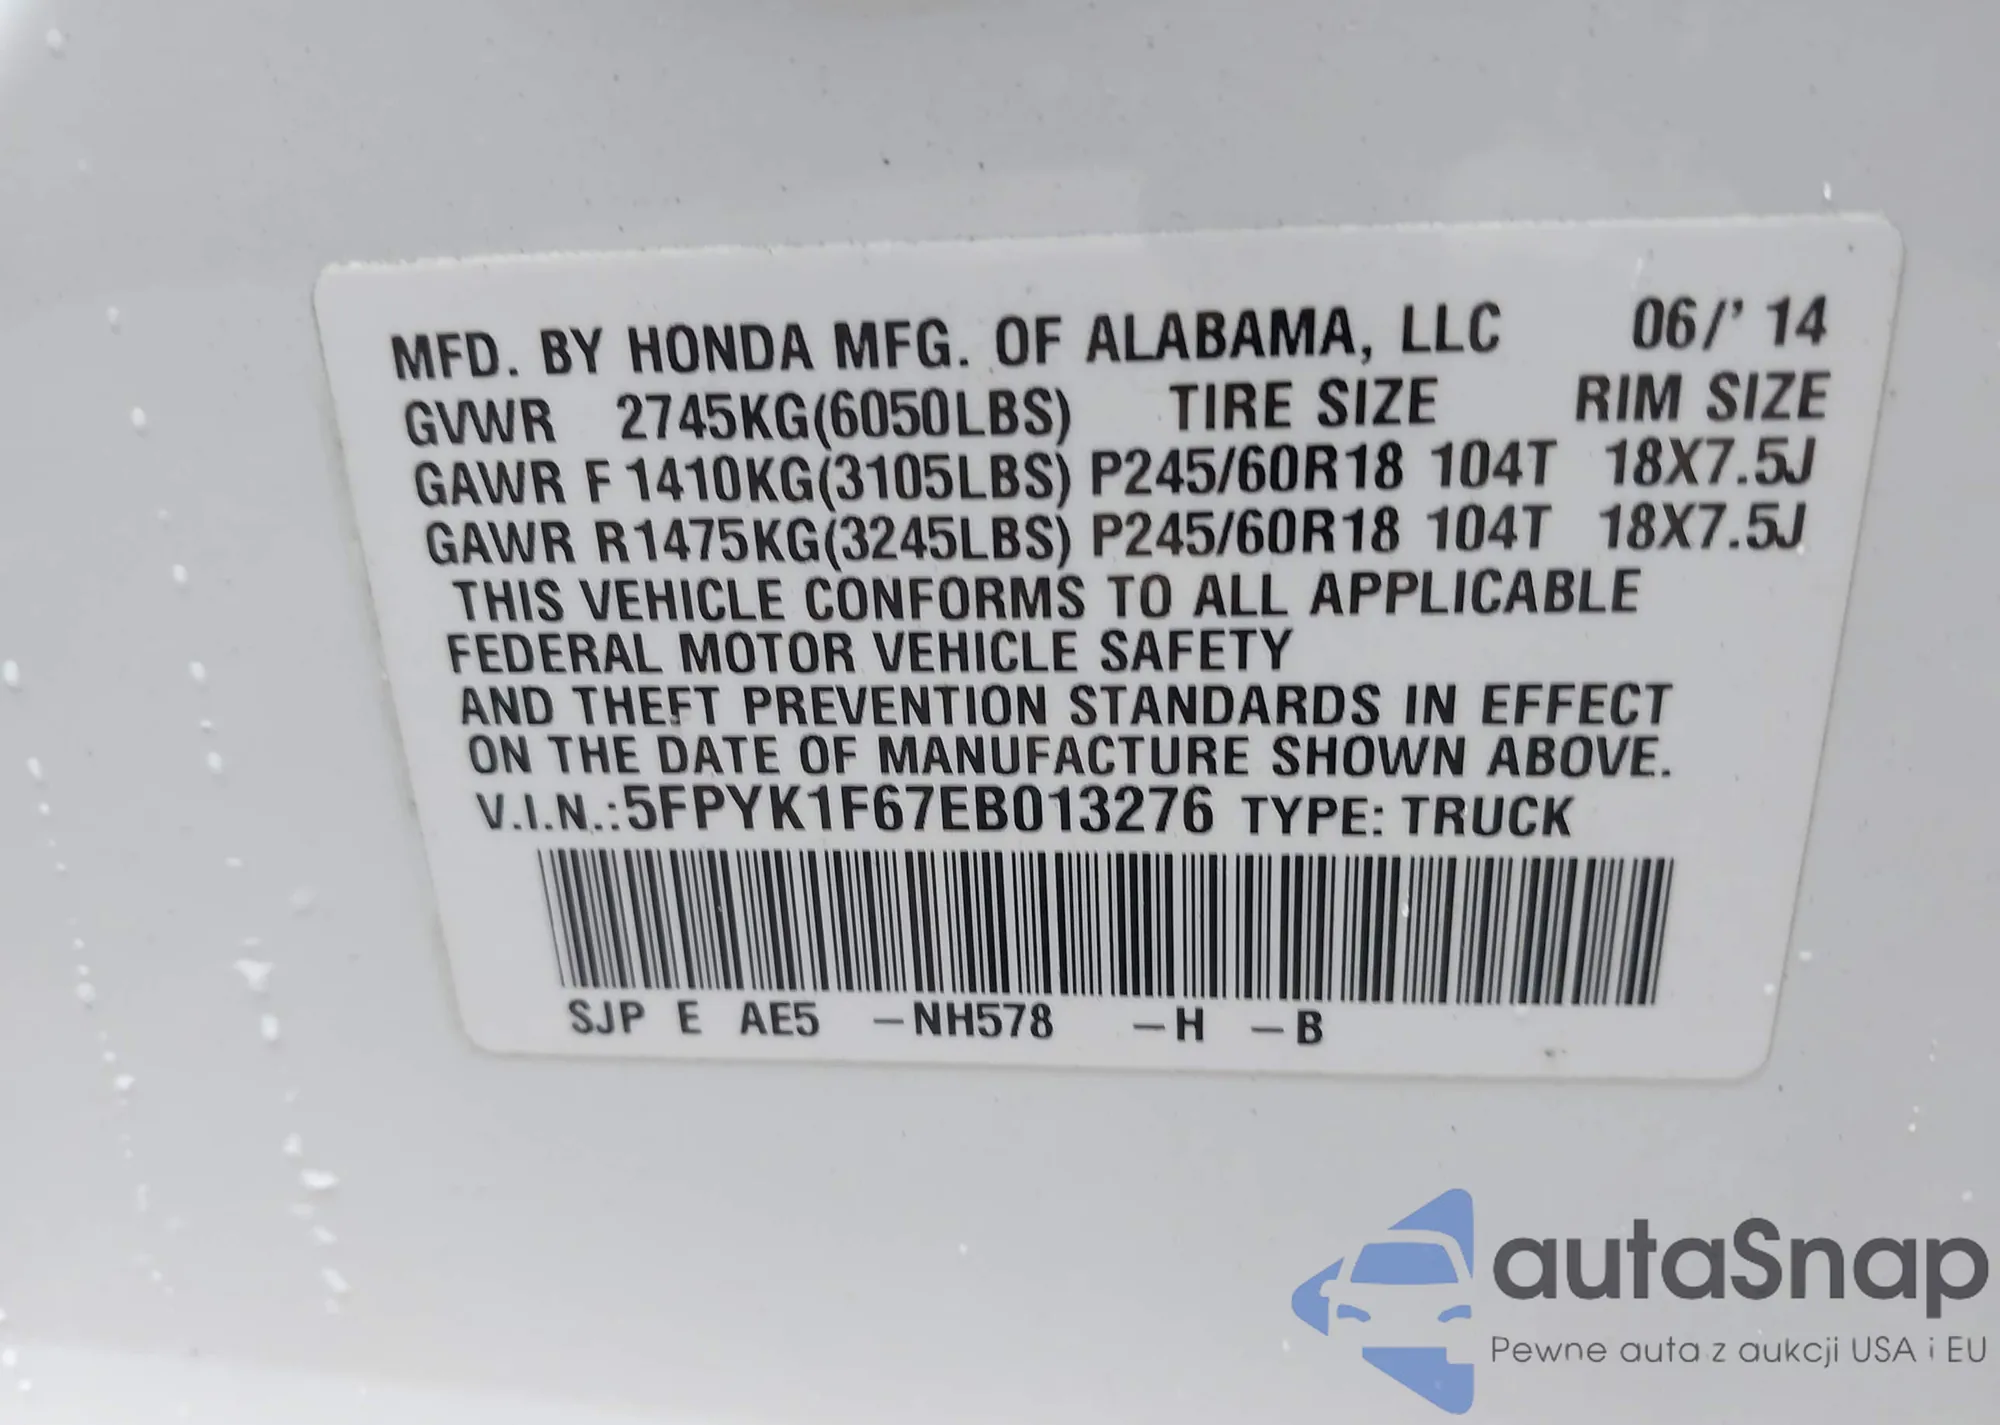 MFD. BY HONDA MFG. OF ALABAMA, LLC 06/' 14
GVWR 2745KG(6050LBS) TIRE SIZE RIM SIZE
GAWR F 1410KG(3105LBS) P245/60R18 104T 18X7.5J
GAWR R1475KG(3245LBS) P245/60R18 104T 18X7.5J
THIS VEHICLE CONFORMS TO ALL APPLICABLE
FEDERAL MOTOR VEHICLE SAFETY
AND THEFT PREVENTION STANDARDS IN EFFECT
ON THE DATE OF MANUFACTURE SHOWN ABOVE.
V.I.N.:5FPYK1F67EB013276 TYPE: TRUCK
SJP E AE5 –NH578 –H –B
autaSnap
Pewne auta z aukcji USA i EU